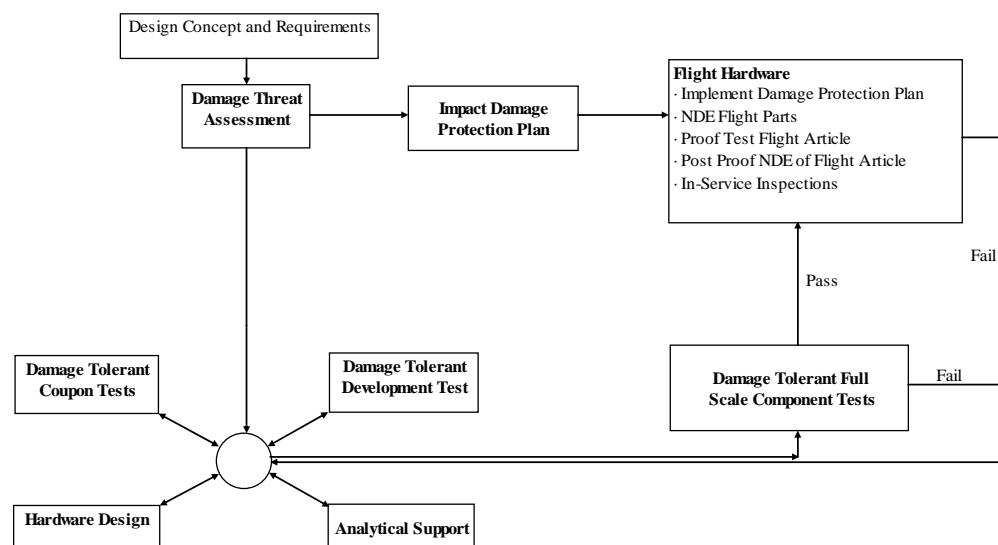 Design Concept and Requirements
Damage Threat
Assessment
Impact Damage
Protection Plan
Flight Hardware
· Implement Damage Protection Plan
· NDE Flight Parts
· Proof Test Flight Article
· Post Proof NDE of Flight Article
· In-Service Inspections
Fail
Pass
Damage Tolerant
Coupon Tests
Damage Tolerant
Development Test
Damage Tolerant Full
Scale Component Tests
Fail
Hardware Design
Analytical Support